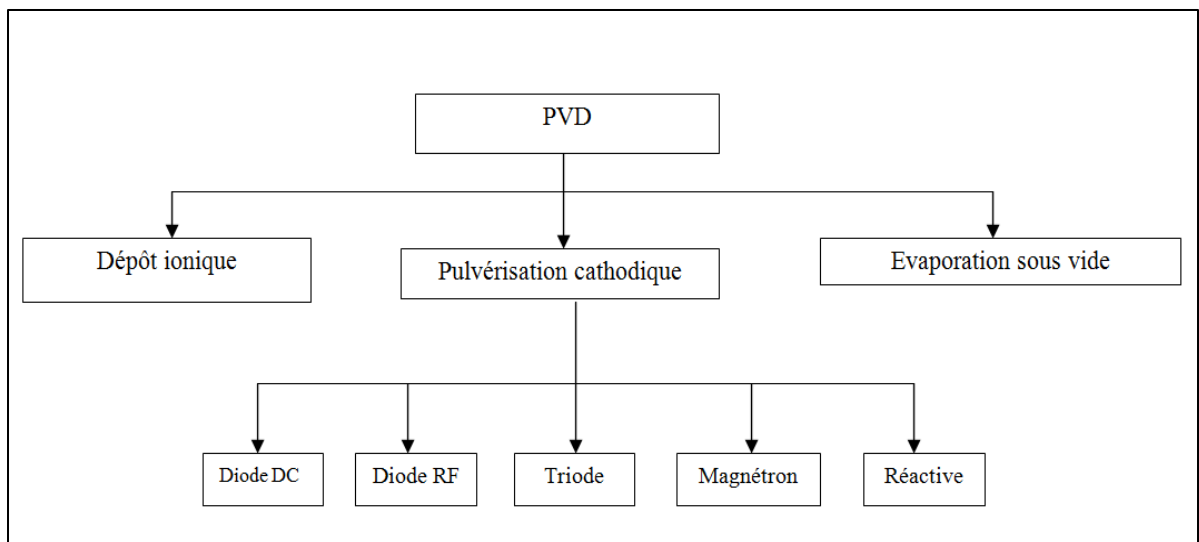 PVD
Dépôt ionique
Pulvérisation cathodique
Evaporation sous vide
Diode DC
Diode RF
Triode
Magnétron
Réactive